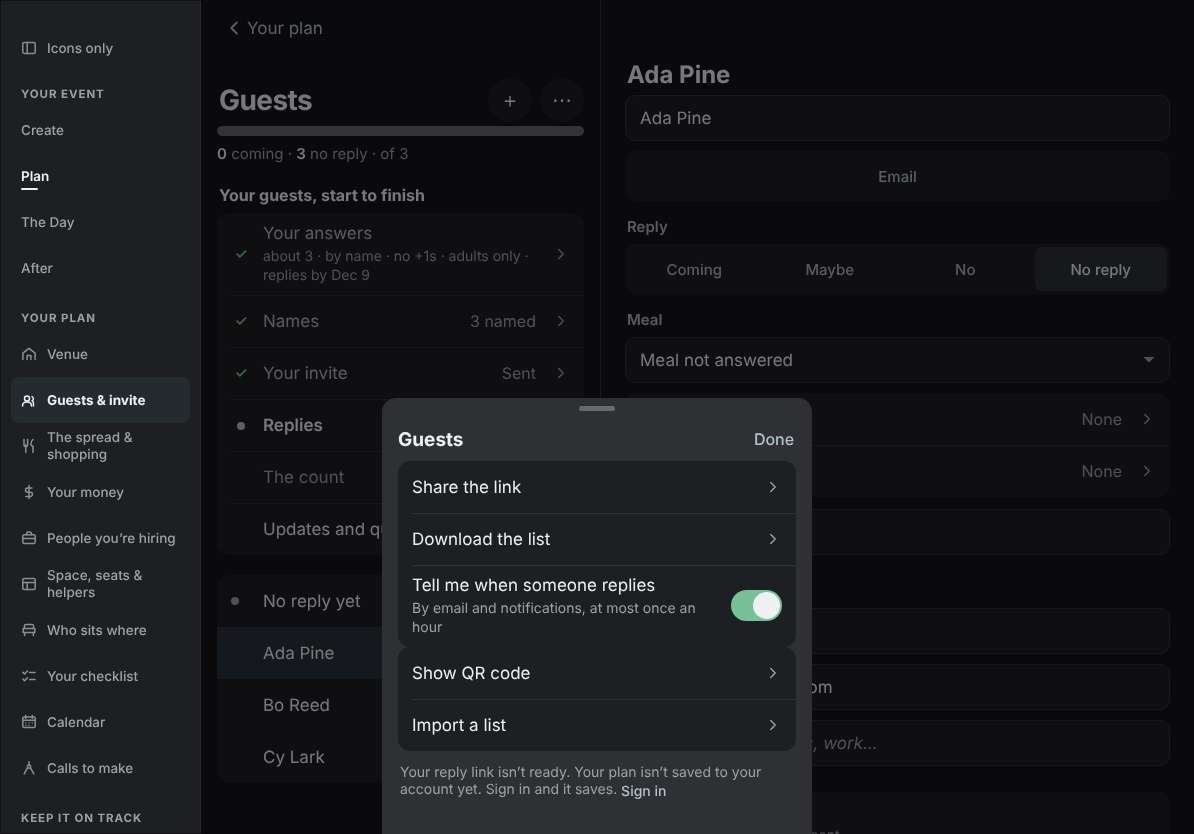 Icons only
YOUR EVENT
Create
Plan
The Day
After
YOUR PLAN
Venue
Guests & invite
The spread &
shopping
Your money
People you’re hiring
Space, seats &
helpers
Who sits where
Your checklist
Calendar
Calls to make
KEEP IT ON TRACK
Your plan
Guests
0 coming · 3 no reply · of 3
Your guests, start to finish
Your answers
about 3 · by name · no +1s · adults only ·
replies by Dec 9
Names
3 named
Your invite
Sent
Replies
The count
Updates and
No reply yet
Ada Pine
Bo Reed
Cy Lark
Ada Pine
Ada Pine
Email
Reply
Coming
Maybe
No
No reply
Meal
Meal not answered
None
None
work…
Guests
Done
Share the link
Download the list
Tell me when someone replies
By email and notifications, at most once an
hour
Show QR code
Import a list
Your reply link isn’t ready. Your plan isn’t saved to your
account yet. Sign in and it saves. Sign in